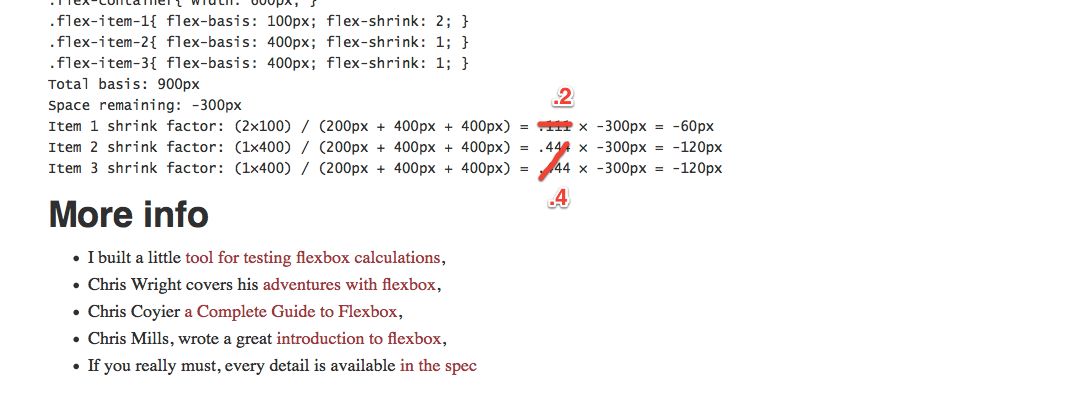 .flex-container{ width: 600px; }
.flex-item-1{ flex-basis: 100px; flex-shrink: 2; }
.flex-item-2{ flex-basis: 400px; flex-shrink: 1; }
.flex-item-3{ flex-basis: 400px; flex-shrink: 1; }
Total basis: 900px
Space remaining: -300px
.2
Item 1 shrink factor: (2x100) / (200px + 400px + 400px) = .111 × -300px = -60px
Item 2 shrink factor: (1x400) / (200px + 400px + 400px) = .444 × -300px = -120px
Item 3 shrink factor: (1x400) / (200px + 400px + 400px) = .444 × -300px = -120px
.4
More info
• I built a little tool for testing flexbox calculations,
• Chris Wright covers his adventures with flexbox,
• Chris Coyier a Complete Guide to Flexbox,
• Chris Mills, wrote a great introduction to flexbox,
• If you really must, every detail is available in the spec